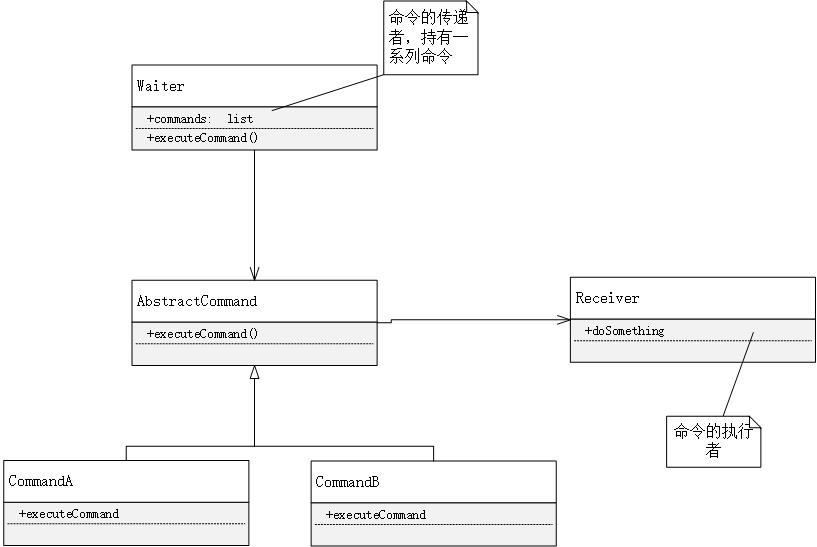 命令的传递
者，持有一
系列命令
Waiter
+commands:  list
+executeCommand()
AbstractCommand
+executeCommand()
Receiver
+doSomething
命令的执行
者
CommandA
+executeCommand
CommandB
+executeCommand